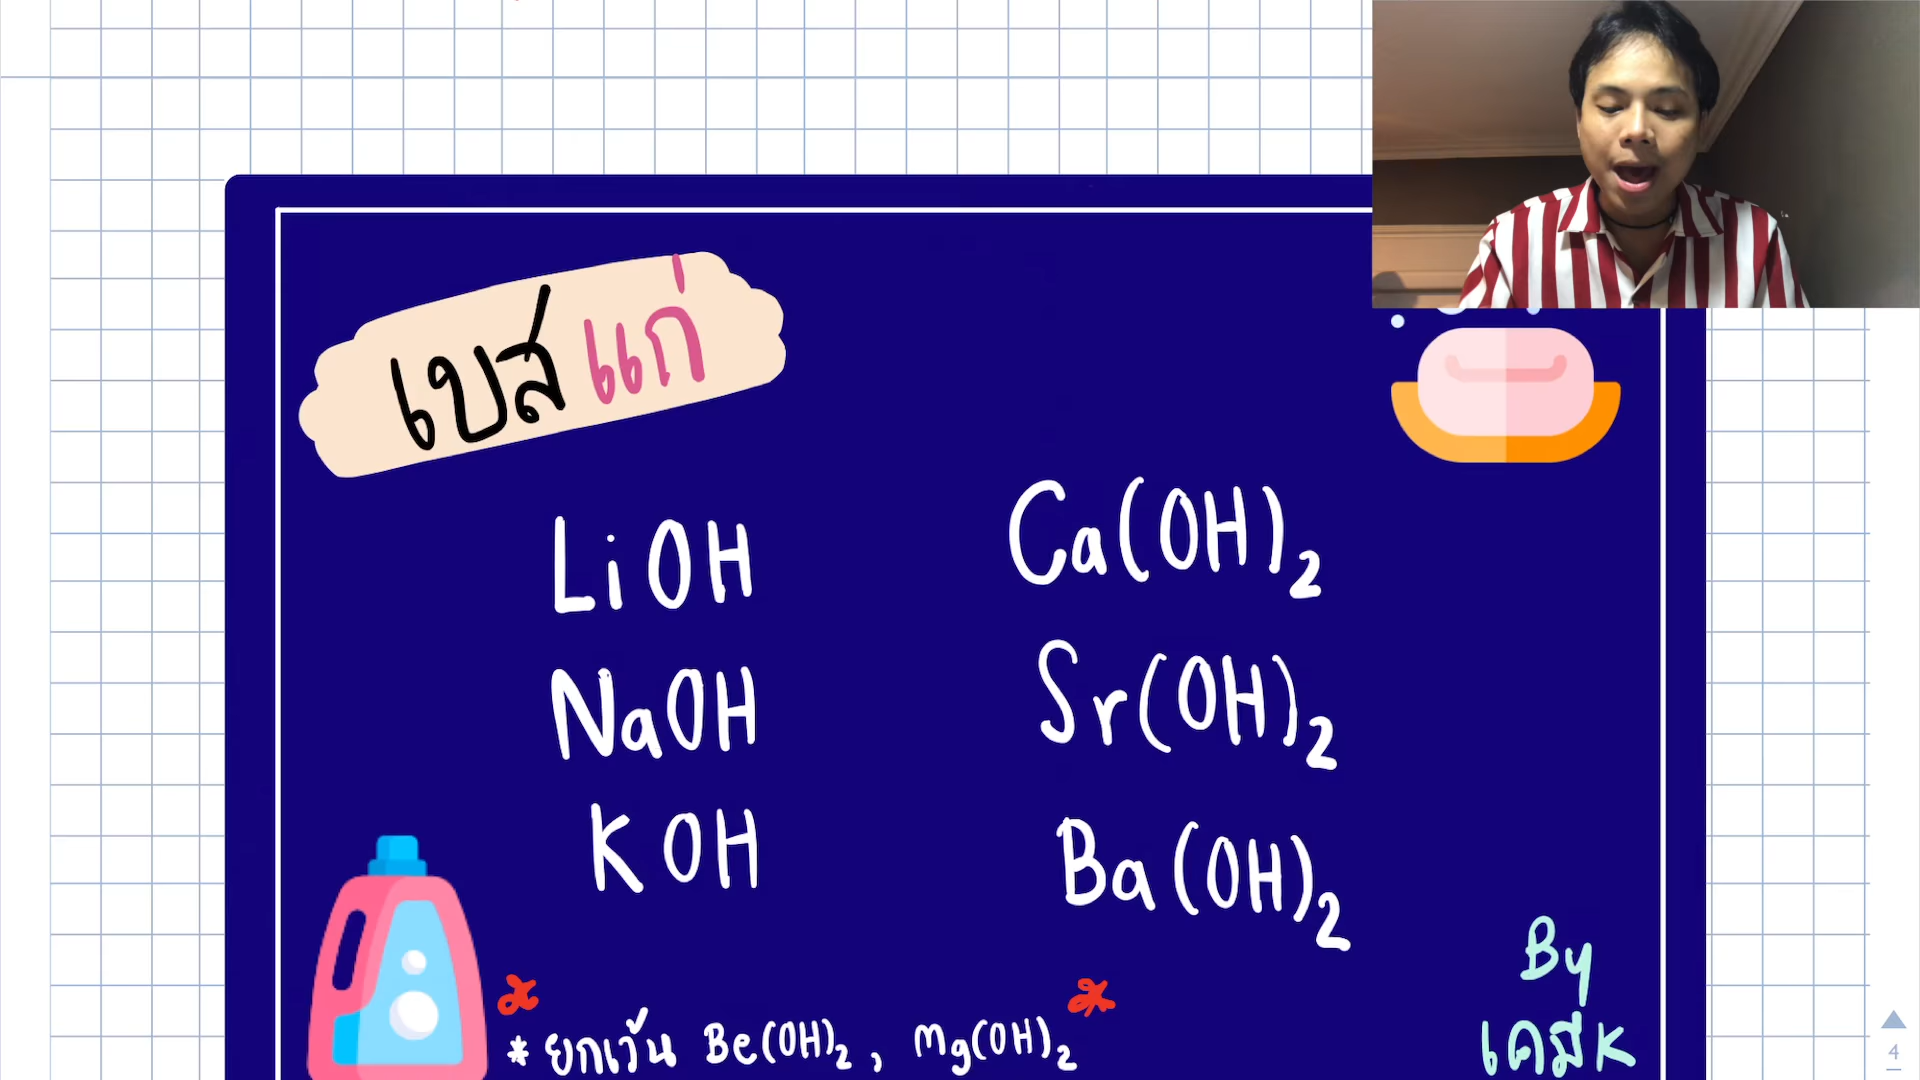 เบสแก่
LiOH
Ca(OH)₂
NaOH
Sr(OH)₂
KOH
Ba(OH)₂
* ยกเว้น Be(OH)₂, Mg(OH)₂
By
เคมีK
4